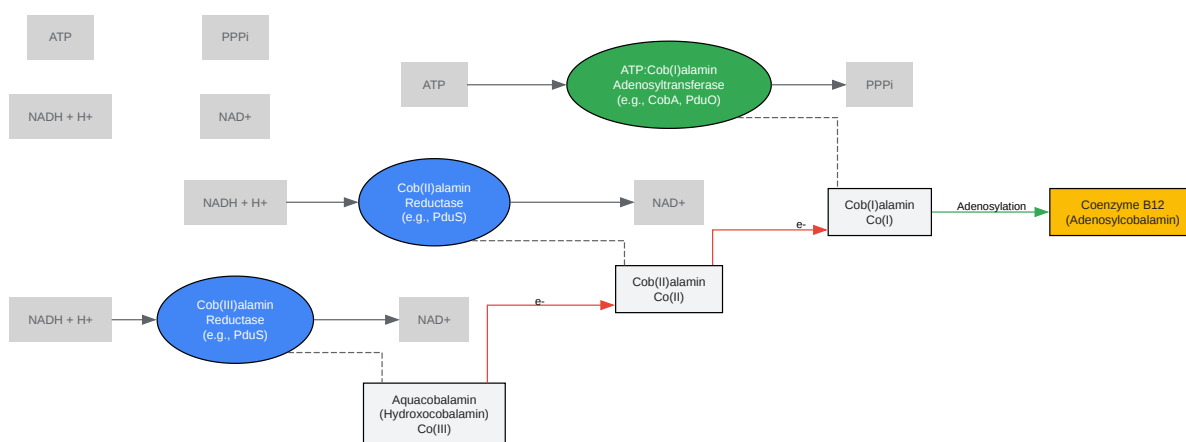 ATP
PPPi
ATP
ATP:Cob(I)alamin
Adenosyltransferase
(e.g., CobA, PduO)
PPPi
NADH + H+
NAD+
NADH + H+
Cob(II)alamin
Reductase
(e.g., PduS)
NAD+
Cob(I)alamin
Co(I)
Adenosylation
Coenzyme B12
(Adenosylcobalamin)
e-
Cob(II)alamin
Co(II)
e-
NADH + H+
Cob(III)alamin
Reductase
(e.g., PduS)
NAD+
Aquacobalamin
(Hydroxocobalamin)
Co(III)